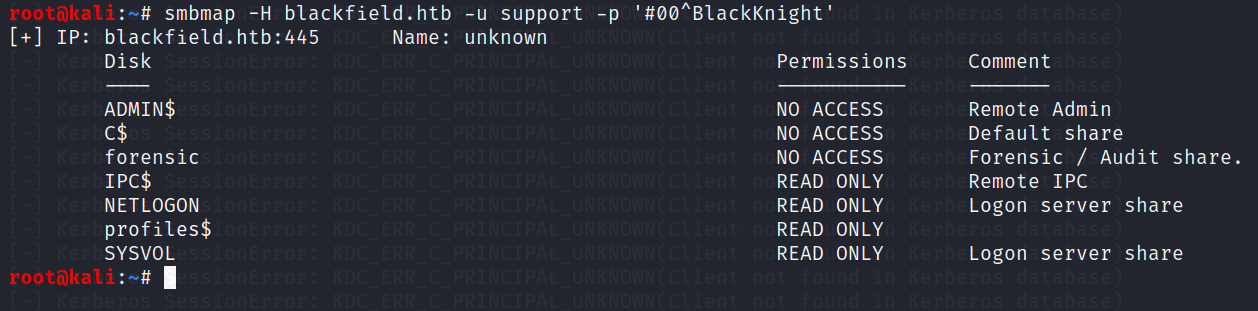 root@kali:~# smbmap -H blackfield.htb -u support -p '#00^BlackKnight'
[+] IP: blackfield.htb:445 Name: unknown
Disk Permissions Comment
---- ----------- -------
ADMIN$ NO ACCESS Remote Admin
C$ NO ACCESS Default share
forensic NO ACCESS Forensic / Audit share.
IPC$ READ ONLY Remote IPC
NETLOGON READ ONLY Logon server share
profiles$ READ ONLY
SYSVOL READ ONLY Logon server share
root@kali:~#